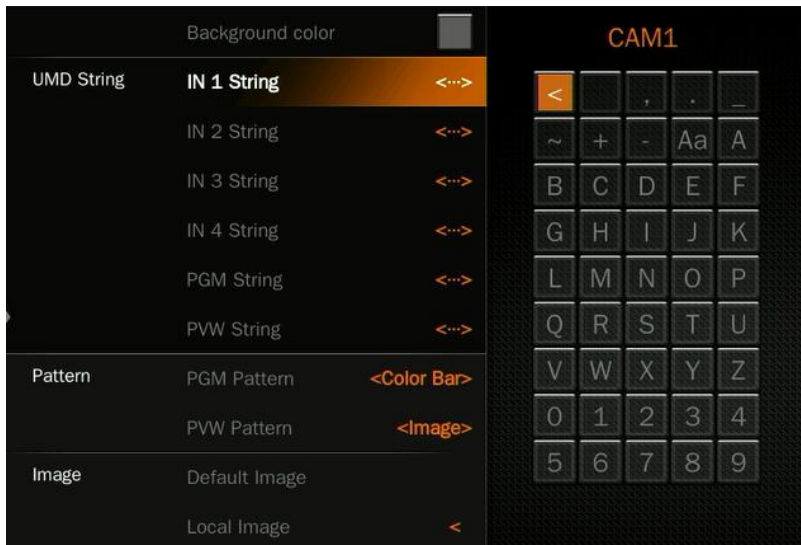 Background color
UMD String IN 1 String <···>
IN 2 String <···>
IN 3 String <···>
IN 4 String <···>
PGM String <···>
PVW String <···>
Pattern PGM Pattern <Color Bar>
PVW Pattern <Image>
Image Default Image
Local Image <
CAM1
< , . _
~ + - Aa A
B C D E F
G H I J K
L M N O P
Q R S T U
V W X Y Z
0 1 2 3 4
5 6 7 8 9